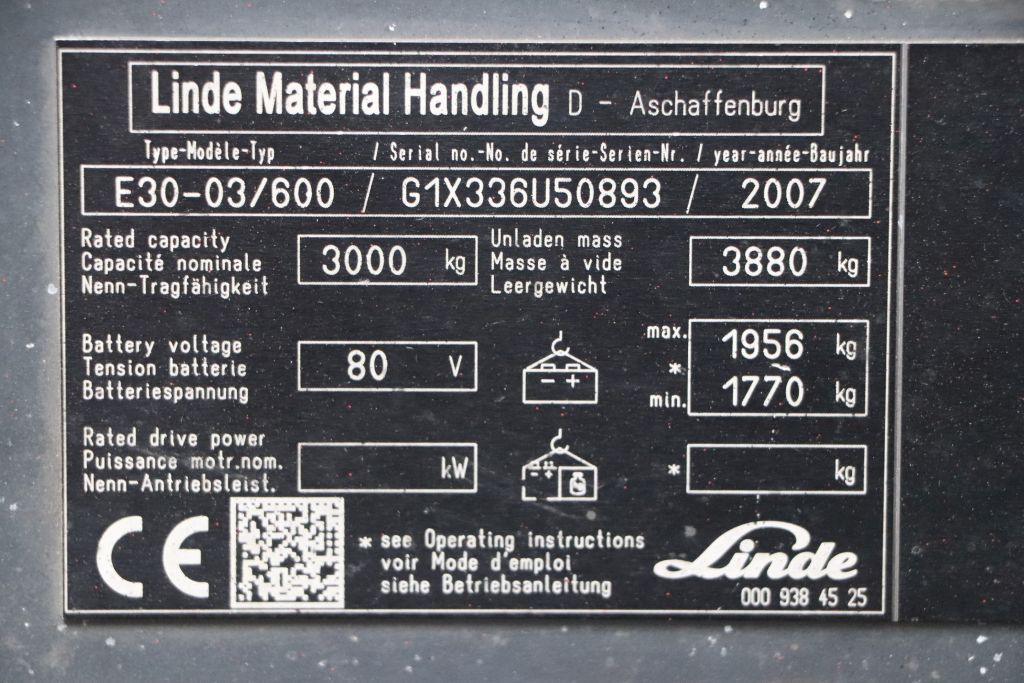 Linde Material Handling D - Aschaffenburg
Type-Modèle-Typ / Serial no.-No. de série-Serien-Nr. / year-année-Baujahr
E30-03/600 / G1X336U50893 / 2007
Rated capacity
Capacité nominale
Nenn-Tragfähigkeit
3000 kg
Unladen mass
Masse à vide
Leergewicht
3880 kg
Battery voltage
Tension batterie
Batteriespannung
80 V
- +
max.
*
min.
1956 kg
1770 kg
Rated drive power
Puissance motr.nom.
Nenn-Antriebsleist.
kW
- +
*
kg
CE
* see Operating instructions
voir Mode d'emploi
siehe Betriebsanleitung
Linde
000 938 45 25